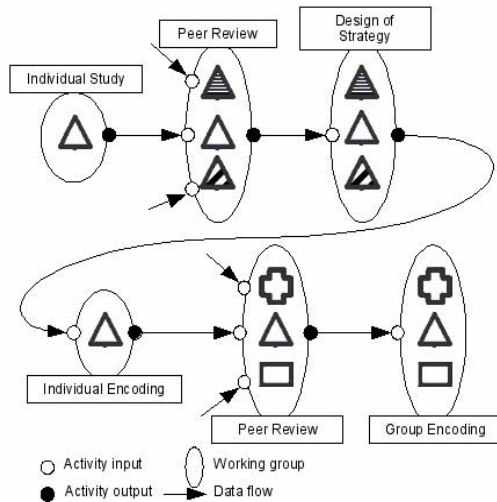 Peer Review
Design of
Strategy
Individual Study
Individual Encoding
Peer Review
Group Encoding
Activity input
Working group
Activity output
Data flow